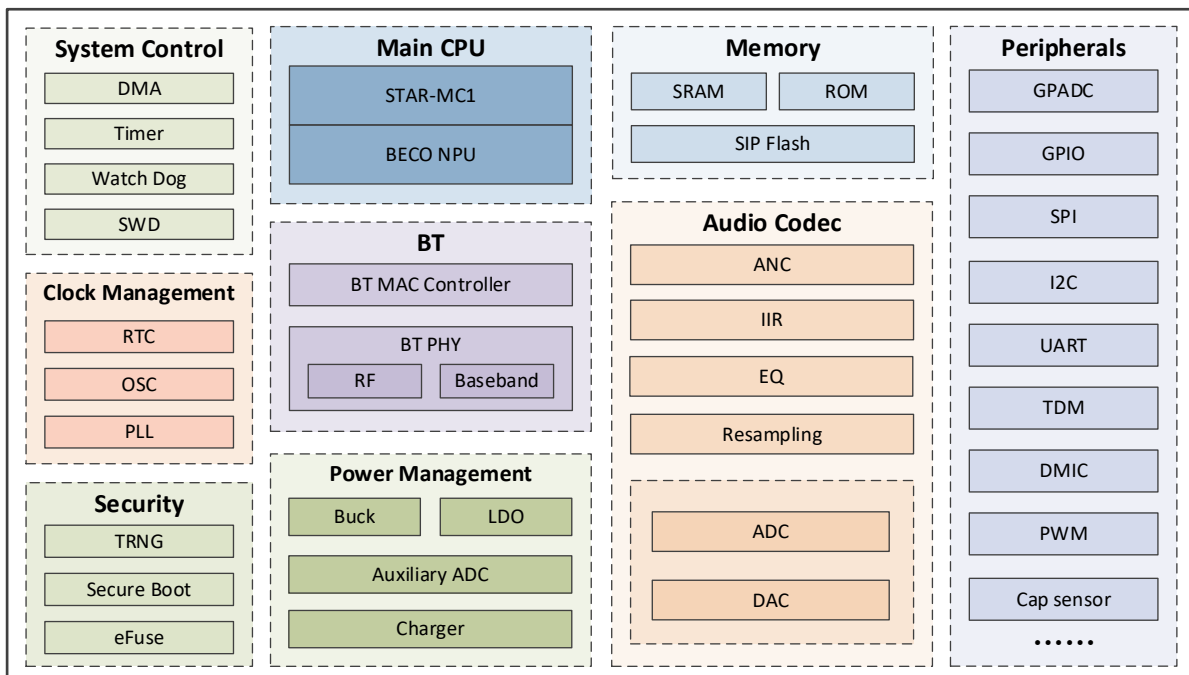 System Control
DMA
Timer
Watch Dog
SWD
Clock Management
RTC
OSC
PLL
Security
TRNG
Secure Boot
eFuse
Main CPU
STAR-MC1
BECO NPU
BT
BT MAC Controller
BT PHY
RF Baseband
Power Management
Buck LDO
Auxiliary ADC
Charger
Memory
SRAM ROM
SIP Flash
Audio Codec
ANC
IIR
EQ
Resampling
ADC
DAC
Peripherals
GPADC
GPIO
SPI
I2C
UART
TDM
DMIC
PWM
Cap sensor
......